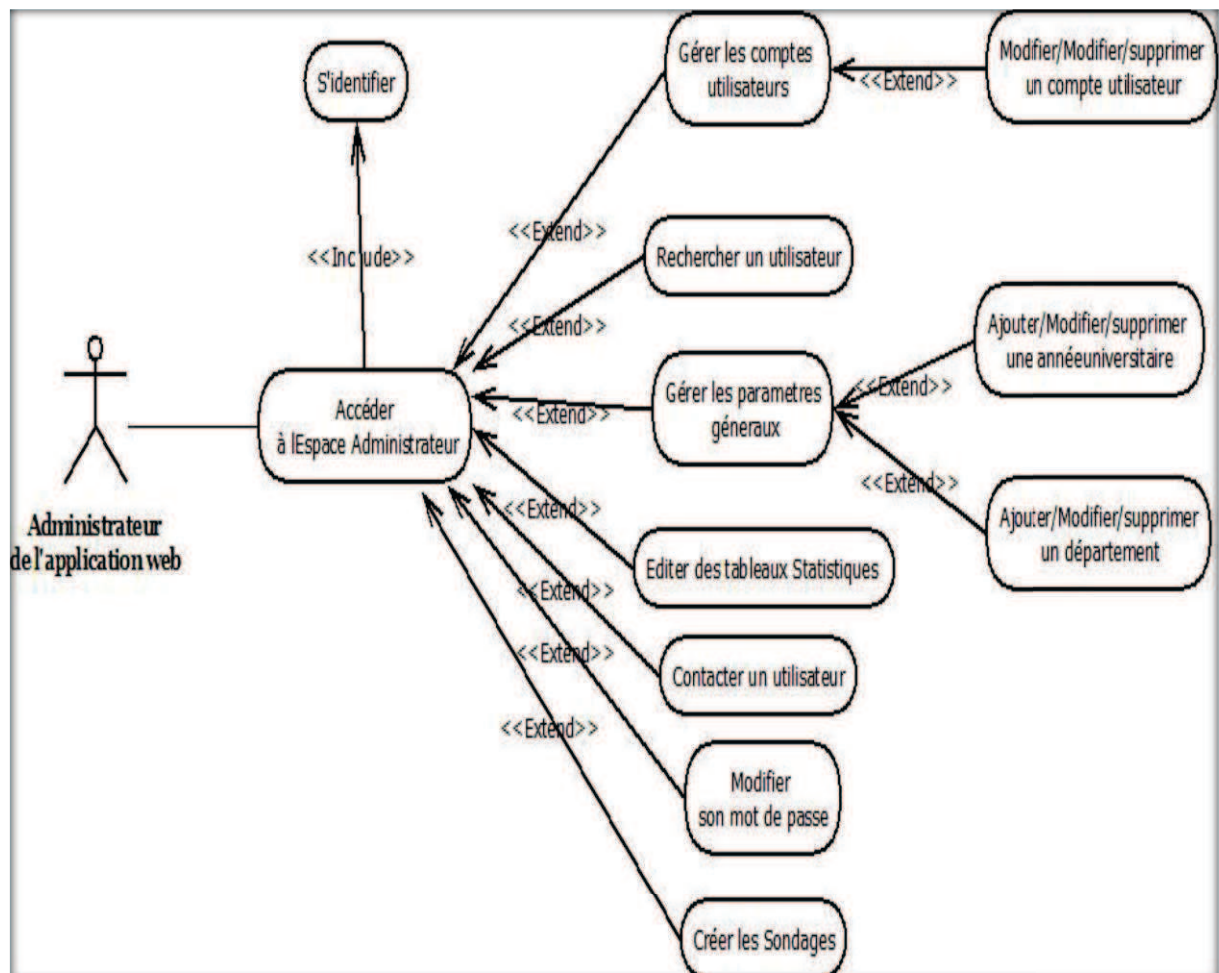 Gérer les comptes
utilisateurs
<<Extend>>
Modifier/Modifier/supprimer
un compte utilisateur
S'identifier
<<Include>>
<<Extend>>
Rechercher un utilisateur
<<Extend>>
Ajouter/Modifier/supprimer
une annéeuniversitaire
<<Extend>>
Gérer les parametres
géneraux
<<Extend>>
Accéder
à lEspace Administrateur
<<Extend>>
Ajouter/Modifier/supprimer
un département
Administrateur
de l'application web
<<Extend>>
Editer des tableaux Statistiques
<<Extend>>
<<Extend>>
Contacter un utilisateur
<<Extend>>
Modifier
son mot de passe
Créer les Sondages